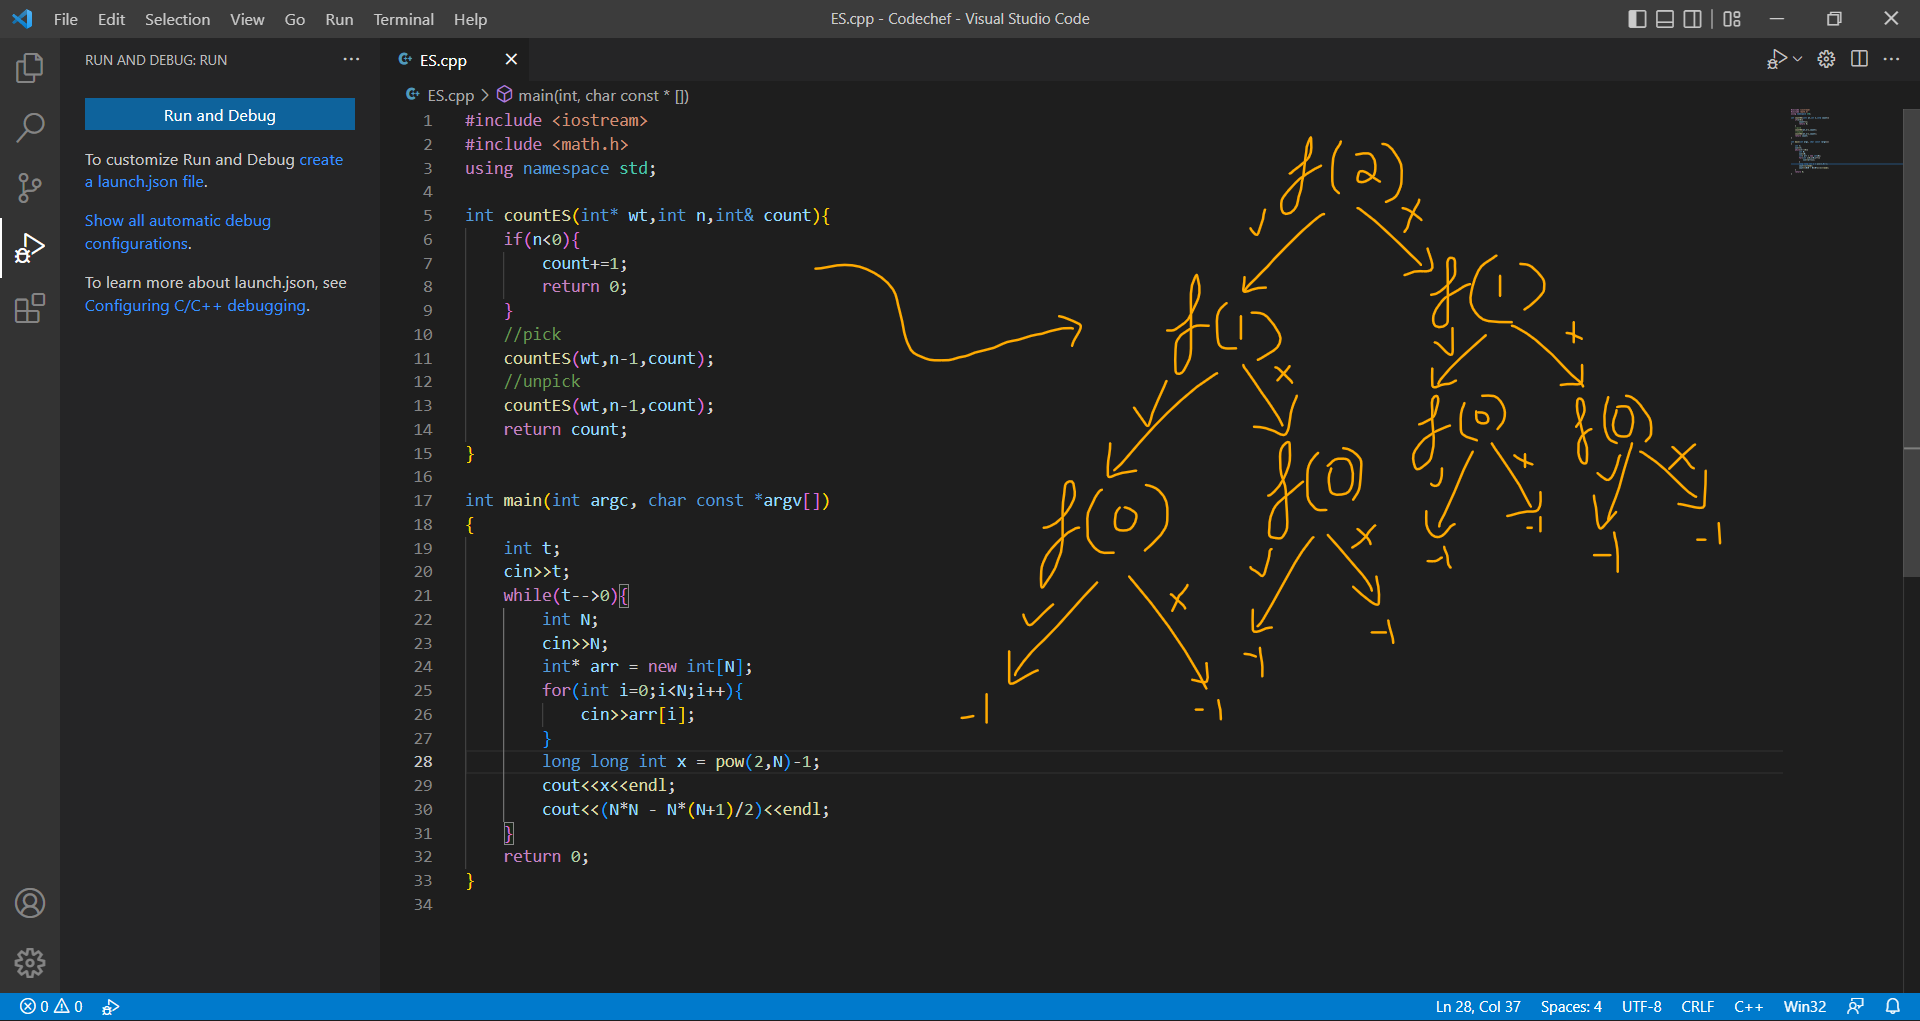 File Edit Selection View Go Run Terminal Help
ES.cpp - Codechef - Visual Studio Code
RUN AND DEBUG: RUN
Run and Debug
To customize Run and Debug create
a launch.json file.
Show all automatic debug
configurations.
To learn more about launch.json, see
Configuring C/C++ debugging.
ES.cpp
ES.cpp > main(int, char const * [])
1 #include <iostream>
2 #include <math.h>
3 using namespace std;
4
5 int countES(int* wt,int n,int& count){
6 if(n<0){
7 count+=1;
8 return 0;
9 }
10 //pick
11 countES(wt,n-1,count);
12 //unpick
13 countES(wt,n-1,count);
14 return count;
15 }
16
17 int main(int argc, char const *argv[])
18 {
19 int t;
20 cin>>t;
21 while(t-->0){
22 int N;
23 cin>>N;
24 int* arr = new int[N];
25 for(int i=0;i<N;i++){
26 cin>>arr[i];
27 }
28 long long int x = pow(2,N)-1;
29 cout<<x<<endl;
30 cout<<(N*N - N*(N+1)/2)<<endl;
31 }
32 return 0;
33 }
34
f(2)
✓ x
f(1) f(1)
✓ x ✓ x
f(0) f(0) f(0) f(0)
✓ x ✓ x ✓ x ✓ x
-1 -1 -1 -1 -1 -1 -1 -1
0 0
Ln 28, Col 37 Spaces: 4 UTF-8 CRLF C++ Win32